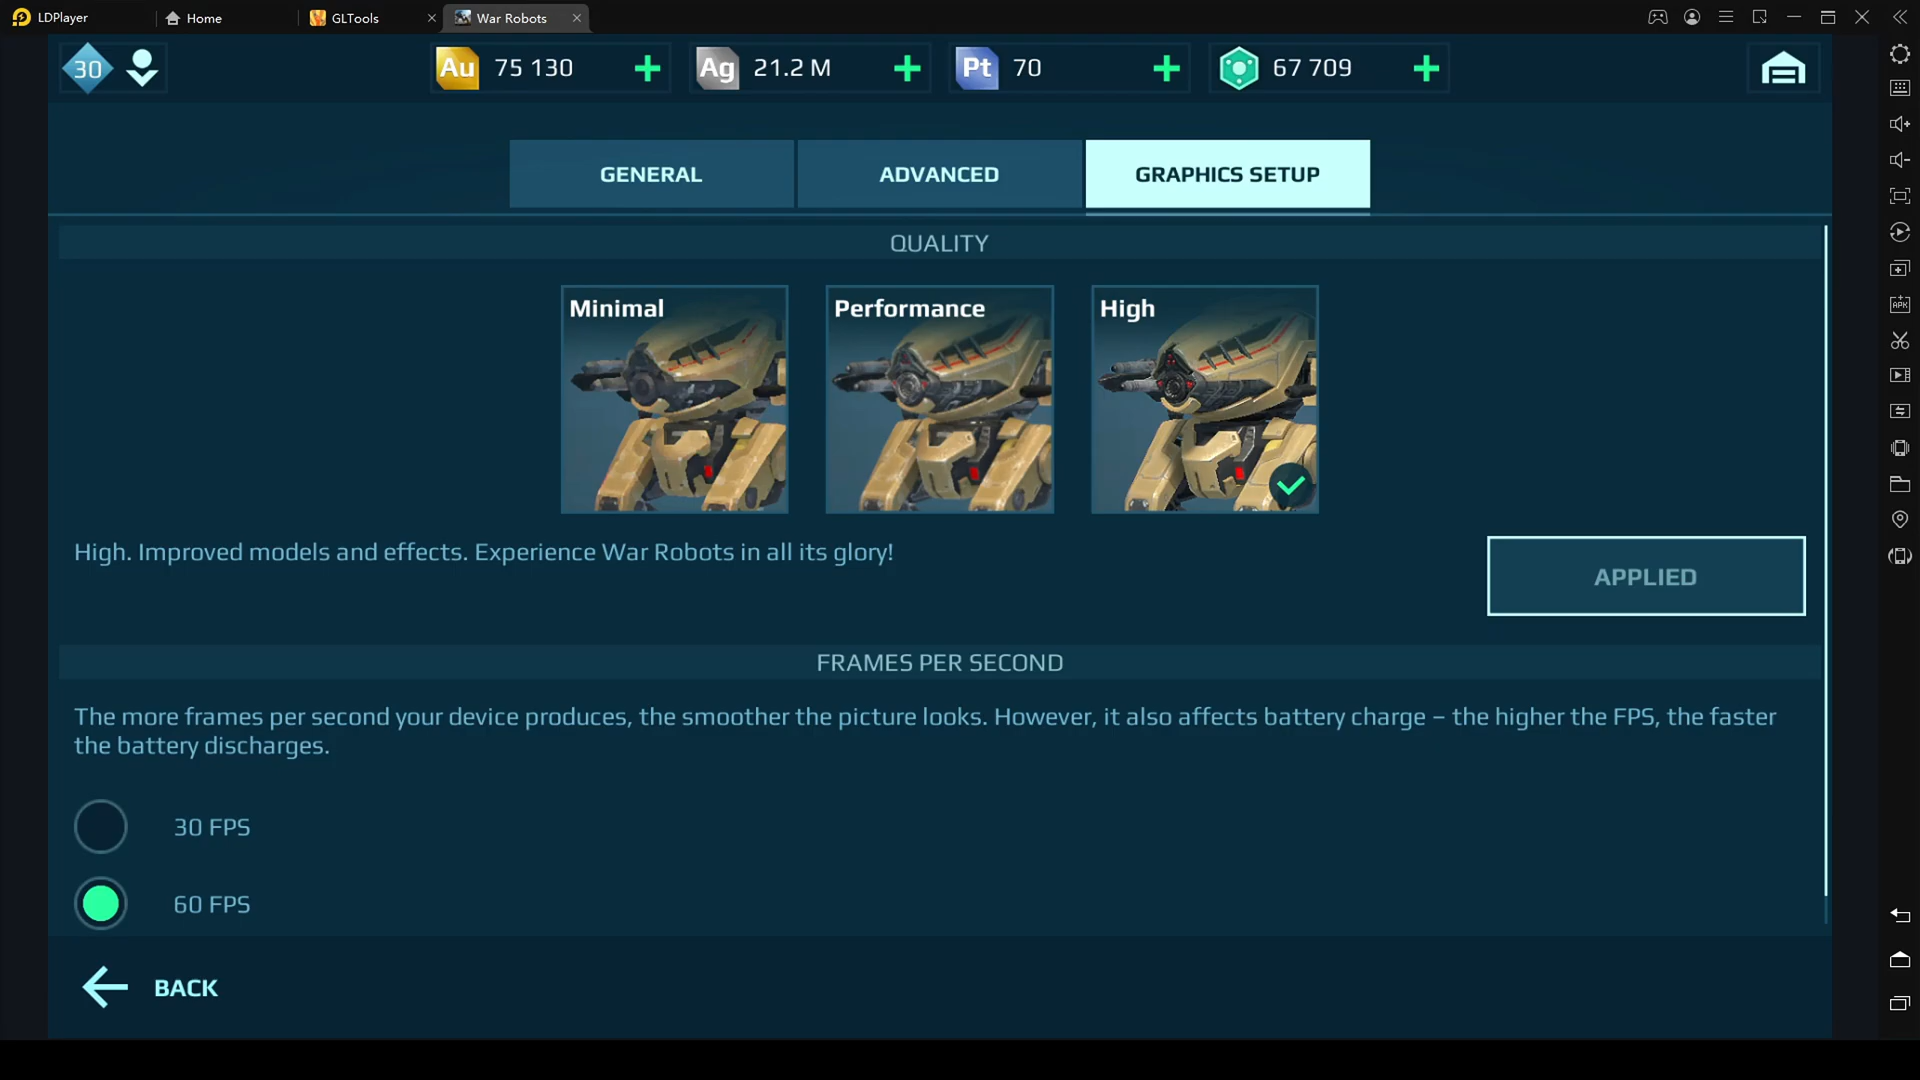 LDPlayer
Home
GLTools
War Robots
30
Au 75 130
Ag 21.2 M
Pt 70
67 709
GENERAL
ADVANCED
GRAPHICS SETUP
QUALITY
Minimal
Performance
High
High. Improved models and effects. Experience War Robots in all its glory!
APPLIED
FRAMES PER SECOND
The more frames per second your device produces, the smoother the picture looks. However, it also affects battery charge – the higher the FPS, the faster
the battery discharges.
30 FPS
60 FPS
BACK
APK